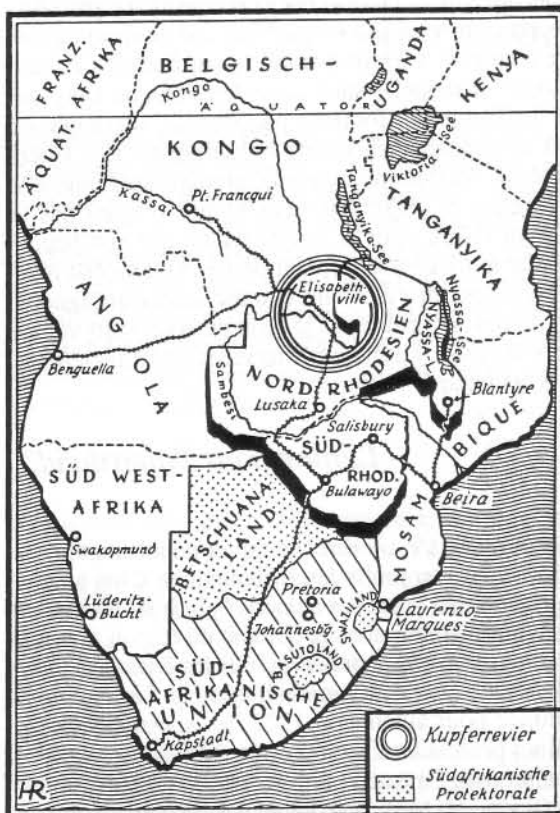 FRANZ.
ÄQUAT. AFRIKA
BELGISCH-
KONGO
Kongo
ÄQUATOR
UGANDA
KENYA
Viktoria-See
Kassai
Pt. Francqui
Tanganyika-See
TANGANYIKA
ANGOLA
Elisabeth-
ville
Benguella
NORD RHODESIEN
NYASSA-L.
Nyassa-See
Sambesi
Lusaka
Blantyre
Salisbury
SÜD-
RHOD.
Bulawayo
MOSAMBIQUE
Beira
SÜD WEST-
AFRIKA
BETSCHUANA
LAND
Swakopmund
Lüderitz-
Bucht
Pretoria
Johannesbg.
SWAZILAND
Laurenzo
Marques
BASUTOLAND
SÜD-
AFRIKANISCHE
UNION
Kapstadt
Kupferrevier
Südafrikanische
Protektorate
HR